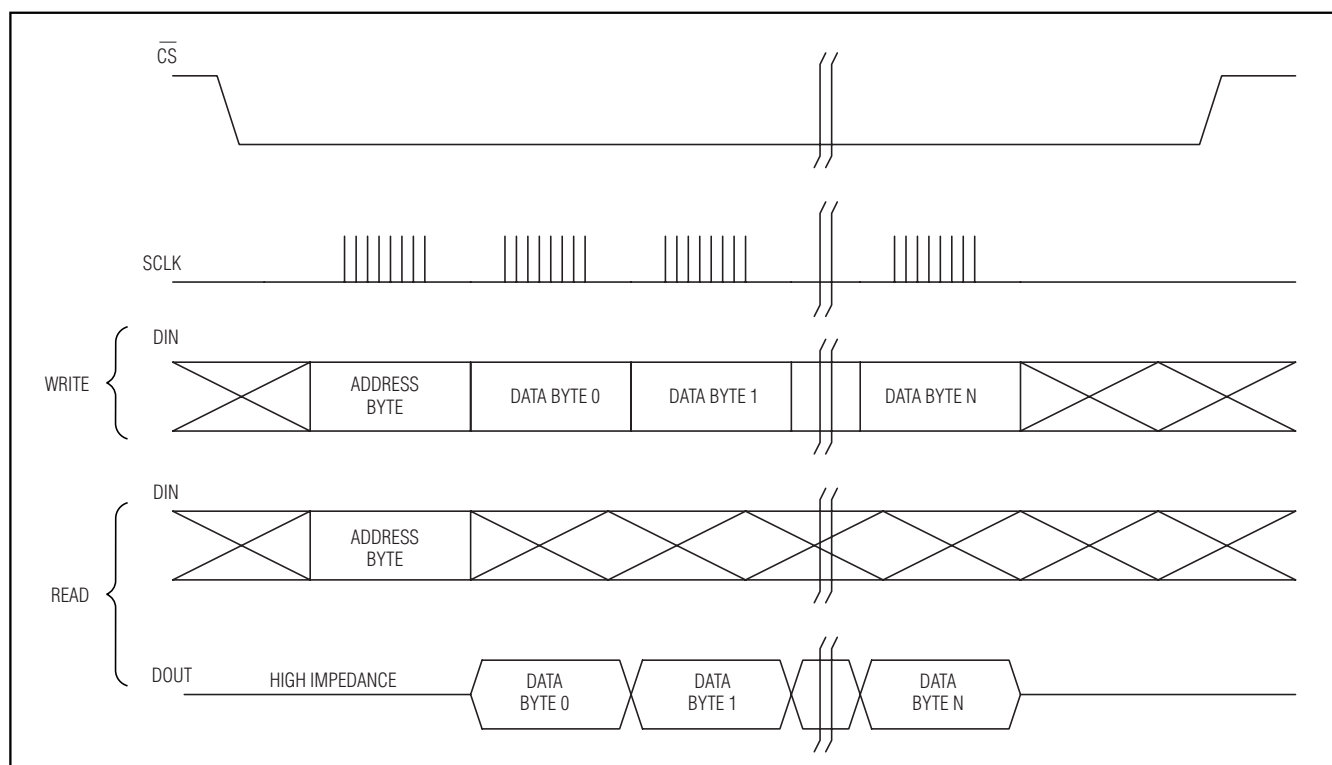 CS
SCLK
DIN
WRITE
ADDRESS
BYTE
DATA BYTE 0
DATA BYTE 1
DATA BYTE N
DIN
READ
ADDRESS
BYTE
DOUT
HIGH IMPEDANCE
DATA
BYTE 0
DATA
BYTE 1
DATA
BYTE N